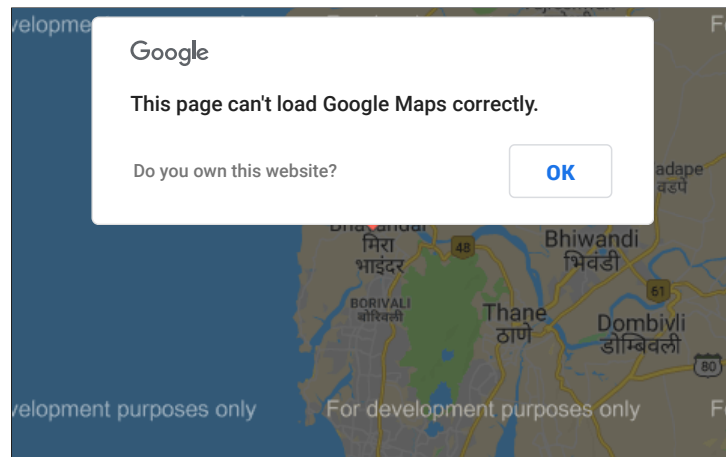 velopme
F
Google
This page can't load Google Maps correctly.
Do you own this website?
OK
adape
वडपे
मिरा
भाइंदर
48
Bhiwandi
भिवंडी
61
BORIVALI
बोरिवली
Thane
ठाणे
Dombivli
डोम्बिवली
80
velopment purposes only
For development purposes only
F